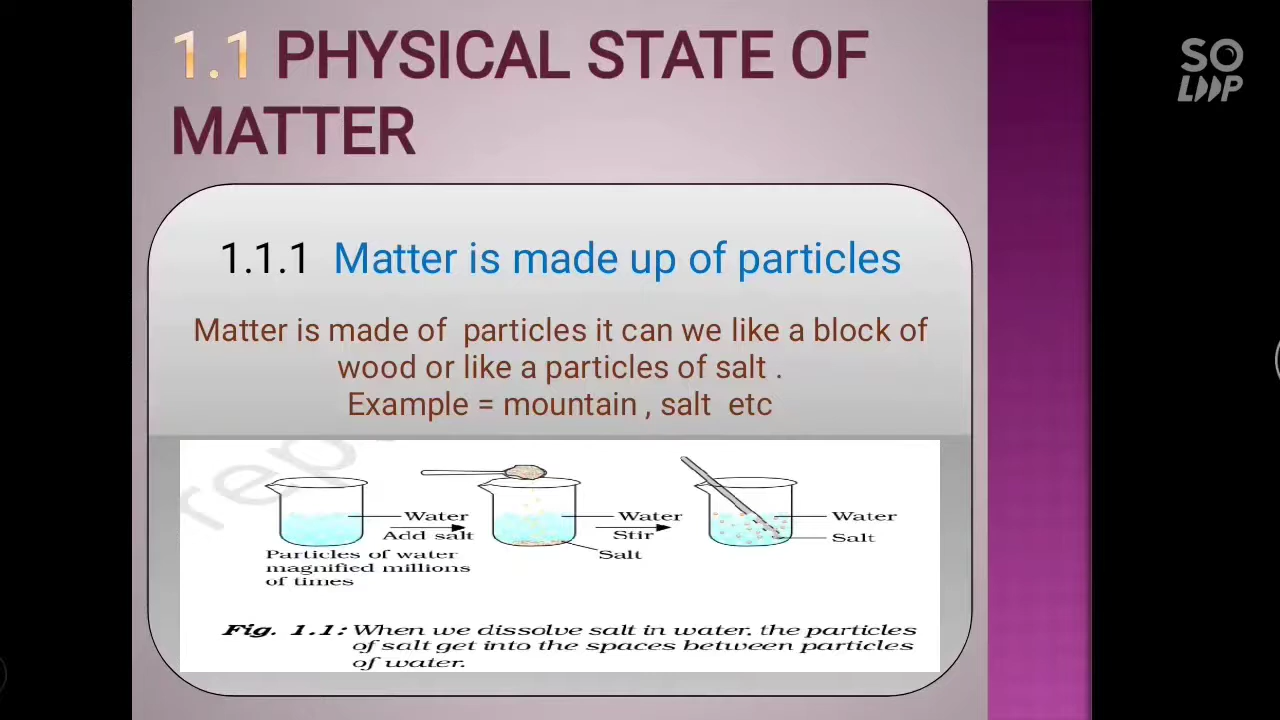 1.1 PHYSICAL STATE OF
MATTER
SO
LOOP
1.1.1 Matter is made up of particles
Matter is made of particles it can we like a block of
wood or like a particles of salt .
Example = mountain , salt etc
Water
Add salt
Particles of water
magnified millions
of times
Water
Stir
Salt
Water
Salt
Fig. 1.1: When we dissolve salt in water, the particles
of salt get into the spaces between particles
of water.